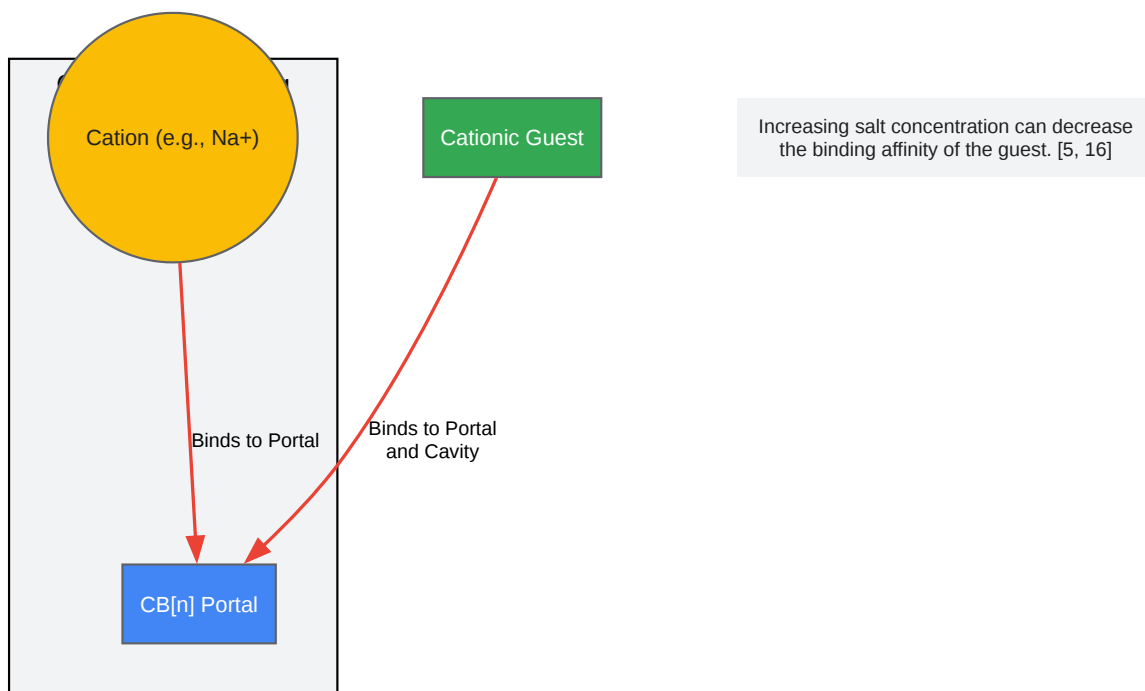 Cation (e.g., Na+)
Cationic Guest
Increasing salt concentration can decrease
the binding affinity of the guest. [5, 16]
Binds to Portal
Binds to Portal
and Cavity
CB[n] Portal